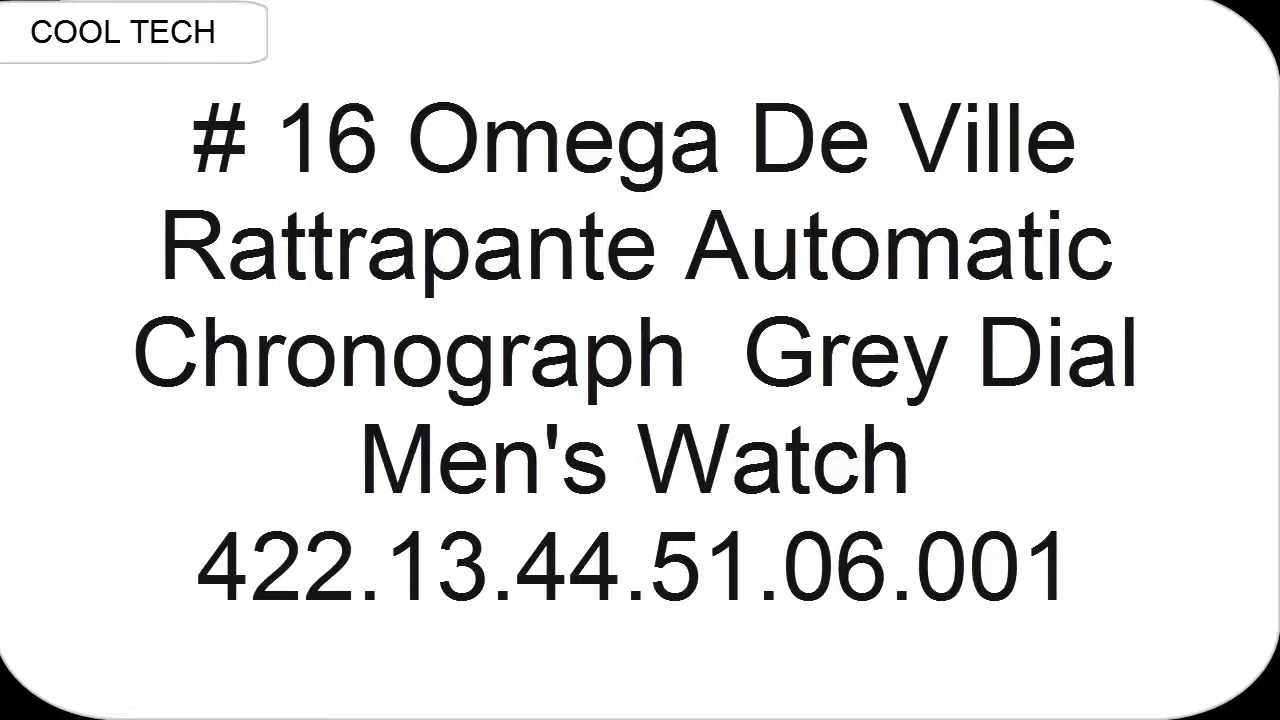 COOL TECH
# 16 Omega De Ville
Rattrapante Automatic
Chronograph  Grey Dial
Men's Watch
422.13.44.51.06.001